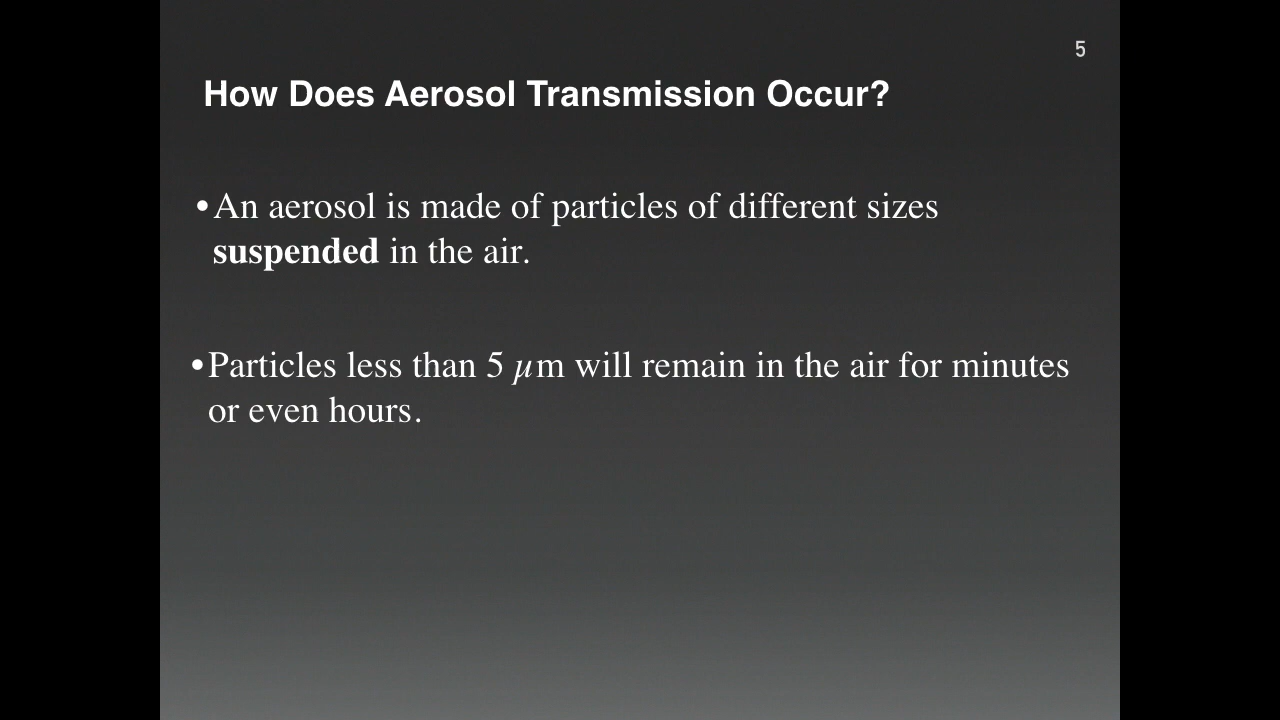 5
How Does Aerosol Transmission Occur?
•An aerosol is made of particles of different sizes
suspended in the air.
•Particles less than 5 μm will remain in the air for minutes
or even hours.